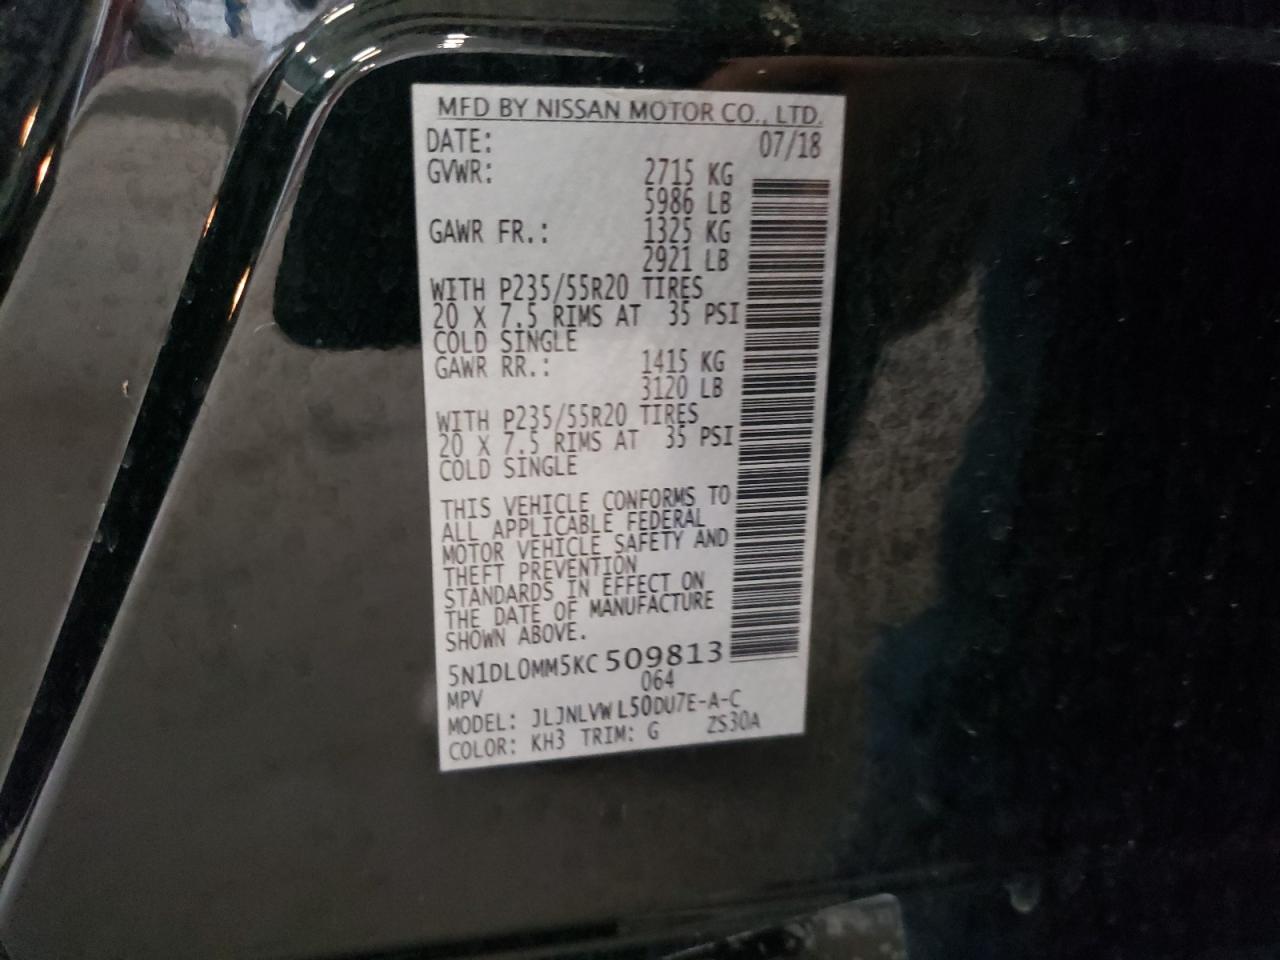 MFD BY NISSAN MOTOR CO., LTD.
DATE: 07/18
GVWR: 2715 KG
5986 LB
GAWR FR.: 1325 KG
2921 LB
WITH P235/55R20 TIRES
20 X 7.5 RIMS AT 35 PSI
COLD SINGLE
GAWR RR.: 1415 KG
3120 LB
WITH P235/55R20 TIRES
20 X 7.5 RIMS AT 35 PSI
COLD SINGLE
THIS VEHICLE CONFORMS TO
ALL APPLICABLE FEDERAL
MOTOR VEHICLE SAFETY AND
THEFT PREVENTION
STANDARDS IN EFFECT ON
THE DATE OF MANUFACTURE
SHOWN ABOVE.
5N1DL0MM5KC509813
MPV 064
MODEL: JLJNLVWL50DU7E-A-C
COLOR: KH3 TRIM: G ZS30A